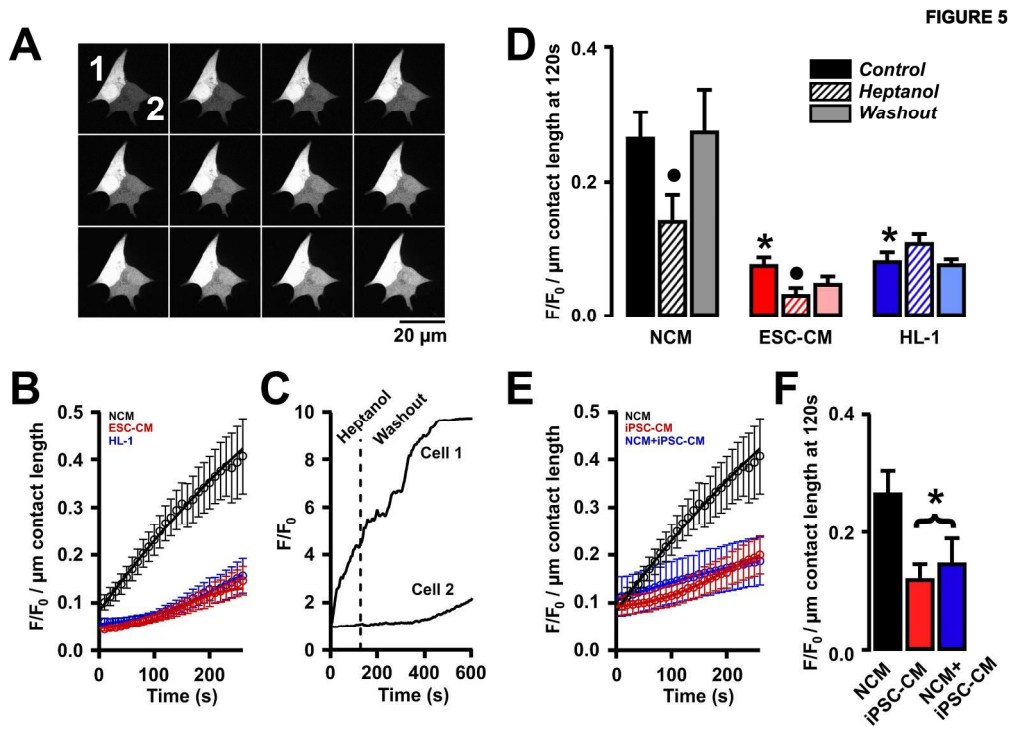 FIGURE 5
A
1
2
20 µm
D
F/F₀ / µm contact length at 120s
0.4
0.2
0.0
Control
Heptanol
Washout
●
*
●
*
NCM
ESC-CM
HL-1
B
F/F₀ / µm contact length
0.5
0.4
0.3
0.2
0.1
0.0
NCM
ESC-CM
HL-1
0
100
200
Time (s)
C
F/F₀
10
8
6
4
2
0
Heptanol
Washout
Cell 1
Cell 2
0
200
400
600
Time (s)
E
F/F₀ / µm contact length
0.5
0.4
0.3
0.2
0.1
0.0
NCM
iPSC-CM
NCM+iPSC-CM
0
100
200
Time (s)
F
F/F₀ / µm contact length at 120s
0.4
0.2
0.0
*
NCM
iPSC-CM
NCM+
iPSC-CM